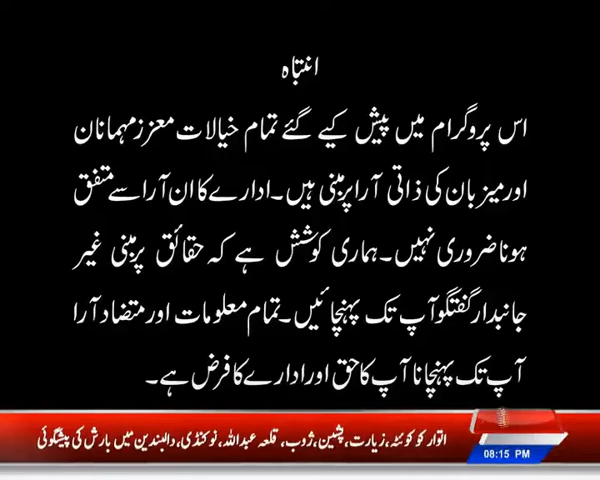 انتباہ
اس پروگرام میں پیش کیے گئے تمام خیالات معزز مہمانان
اور میزبان کی ذاتی آرا پر مبنی ہیں۔ ادارے کا ان آرا سے متفق
ہونا ضروری نہیں۔ ہماری کوشش ہے کہ حقائق پر مبنی غیر
جانبدار گفتگو آپ تک پہنچائیں۔ تمام معلومات اور متضاد آرا
آپ تک پہنچانا آپ کا حق اور ادارے کا فرض ہے۔
اتوار کو کوئٹہ، زیارت، پشین، ژوب، قلعہ عبداللہ، نوکنڈی، دالبندین میں بارش کی پیشگوئی
08:15 PM